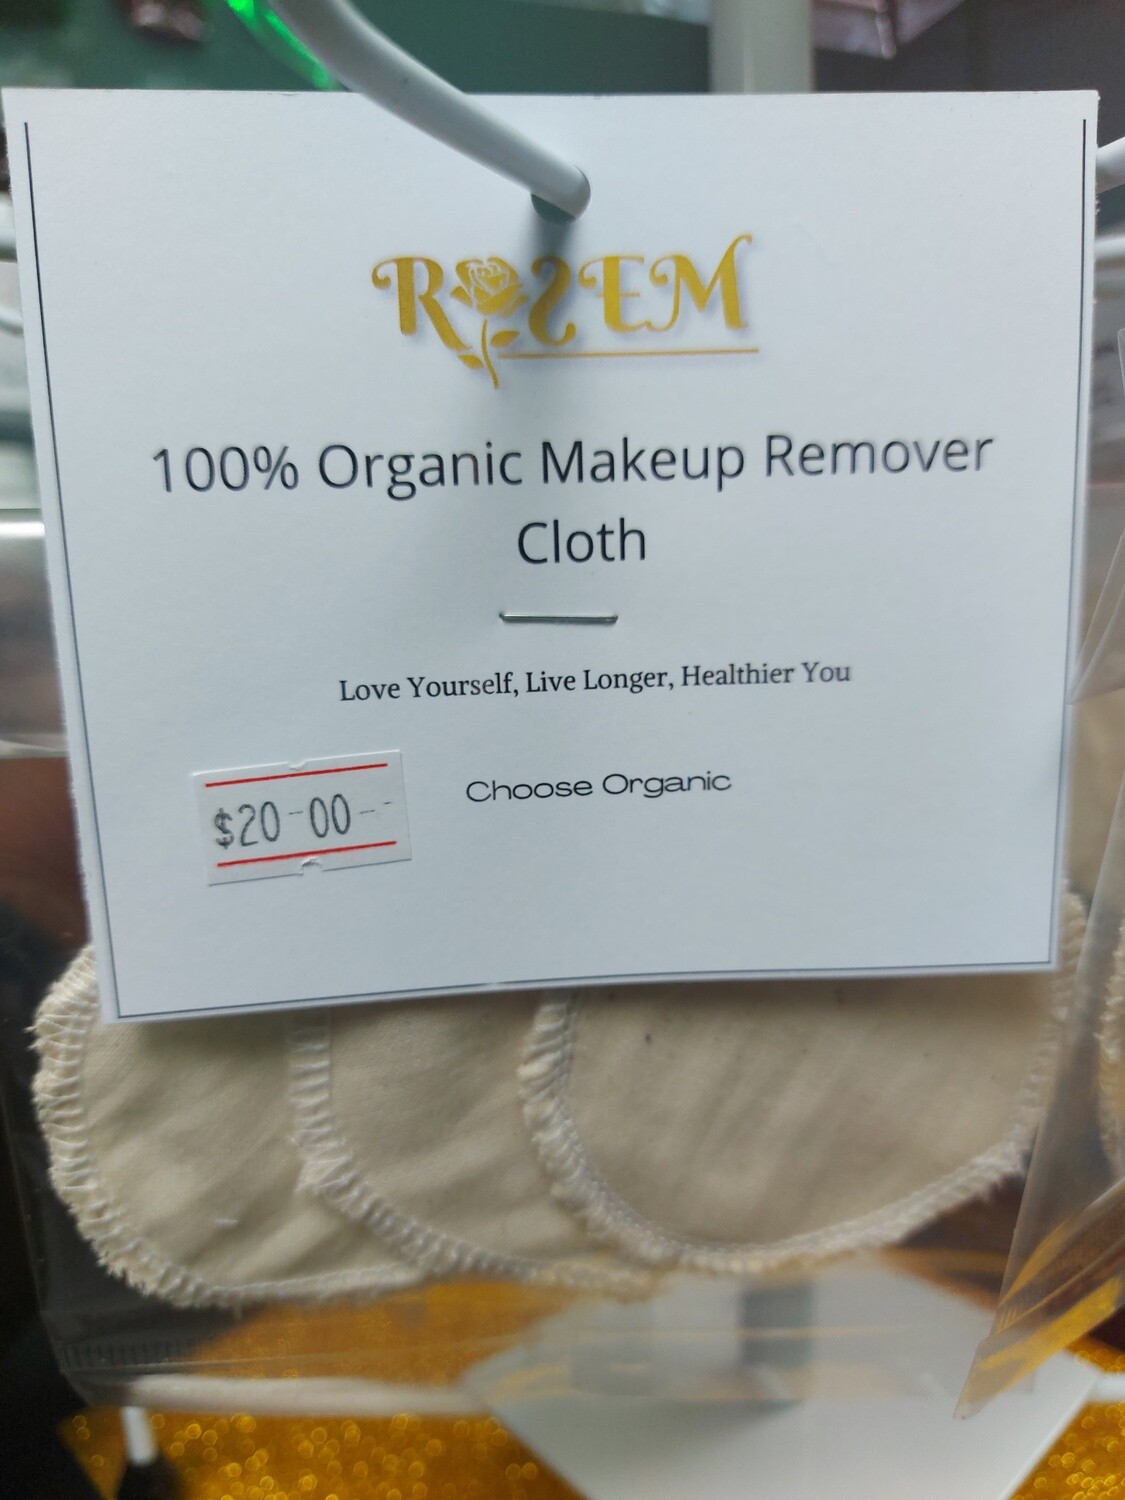 ROSEM
100% Organic Makeup Remover
Cloth
Love Yourself, Live Longer, Healthier You
Choose Organic
$20-00--